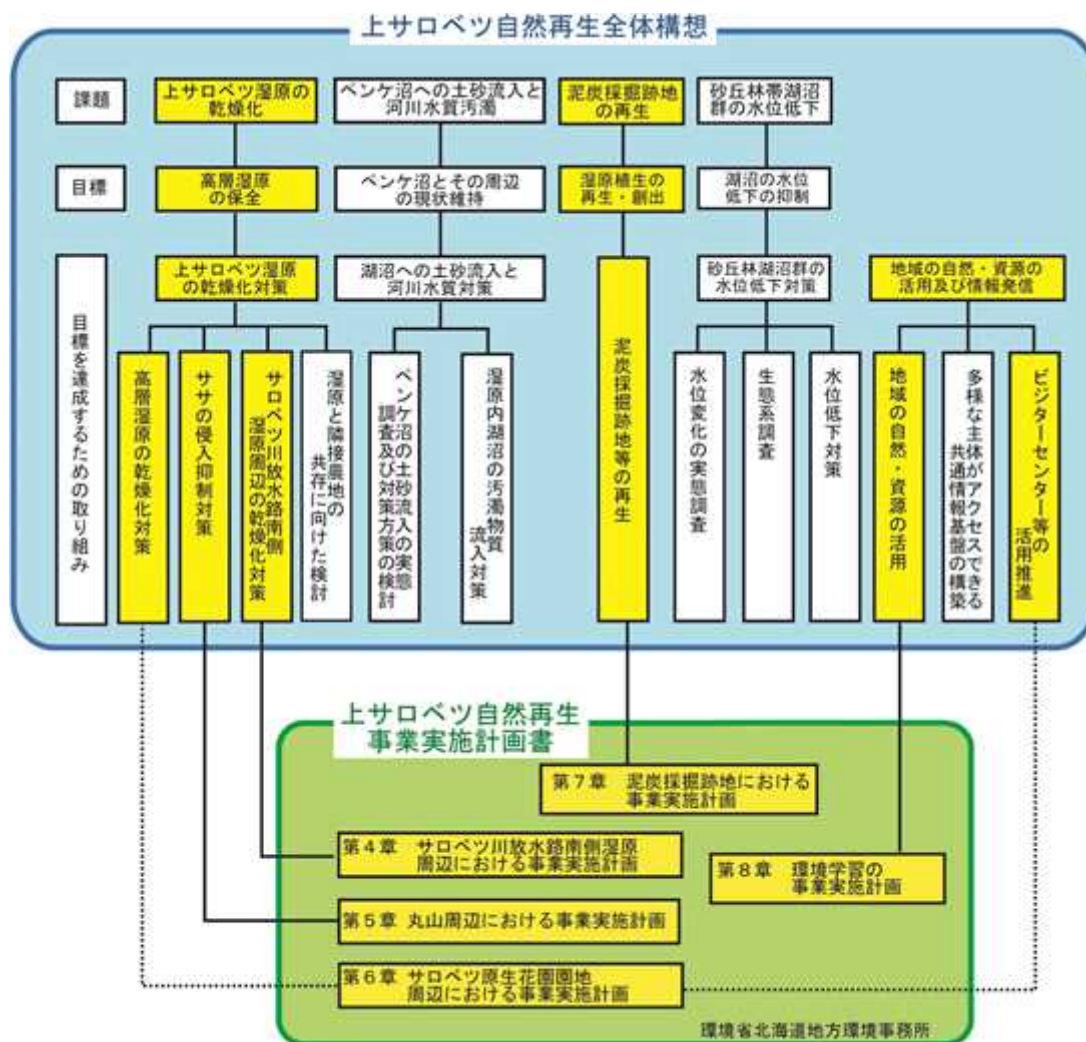 上サロベツ自然再生全体構想
課題
上サロベツ湿原の
乾燥化
ペンケ沼への土砂流入と
河川水質汚濁
泥炭採掘跡地
の再生
砂丘林帯湖沼
群の水位低下
目標
高層湿原
の保全
ペンケ沼とその周辺
の現状維持
湿原植生の
再生・創出
湖沼の水位
低下の抑制
目標を達成するための取り組み
上サロベツ湿原
の乾燥化対策
湖沼への土砂流入と
河川水質対策
砂丘林湖沼群の
水位低下対策
地域の自然・資源の
活用及び情報発信
高層湿原の乾燥化対策
ササの侵入抑制対策
サロベツ川放水路南側
湿原周辺の乾燥化対策
湿原と隣接農地の
共存に向けた検討
ペンケ沼の土砂流入の実態
調査及び対策方策の検討
湿原内湖沼の汚濁物質
流入対策
泥炭採掘跡地等の再生
水位変化の実態調査
生態系調査
水位低下対策
地域の自然・資源の活用
多様な主体がアクセスできる
共通情報基盤の構築
ビジターセンター等の
活用推進
上サロベツ自然再生
事業実施計画書
第7章 泥炭採掘跡地における
事業実施計画
第4章 サロベツ川放水路南側湿原
周辺における事業実施計画
第8章 環境学習の
事業実施計画
第5章 丸山周辺における事業実施計画
第6章 サロベツ原生花園園地
周辺における事業実施計画
環境省北海道地方環境事務所